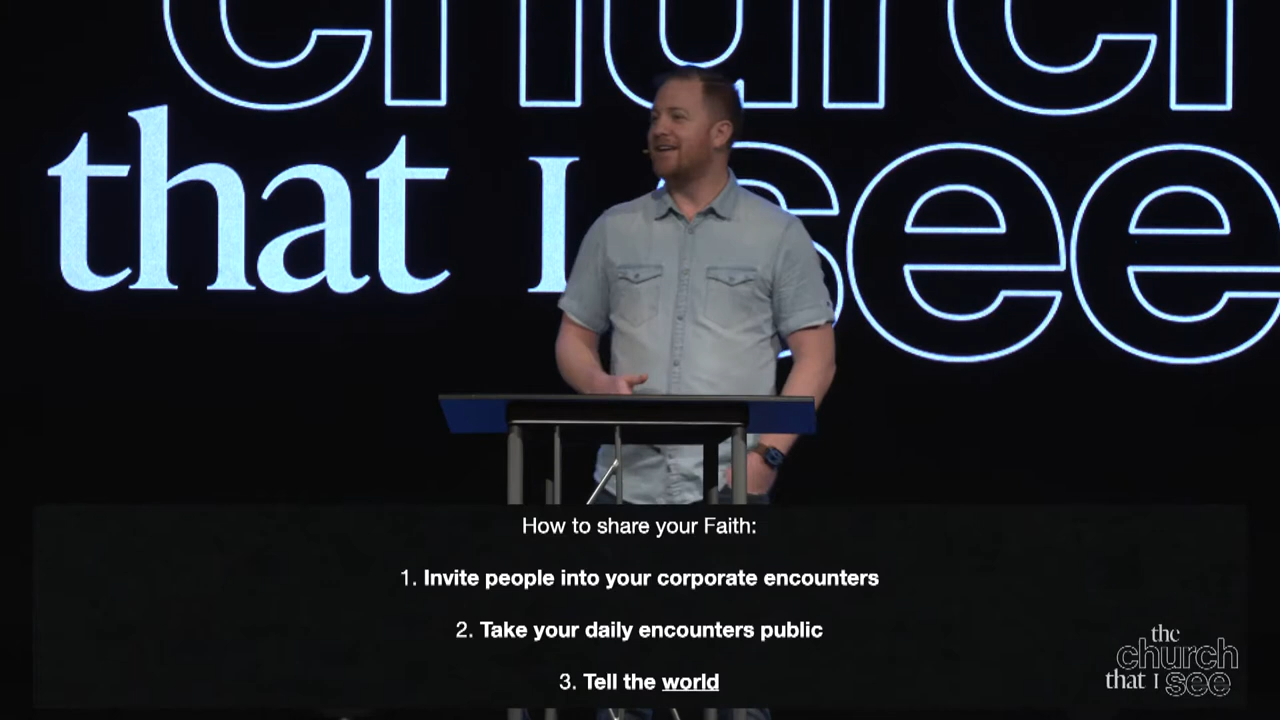 church
that I see
How to share your Faith:
1. Invite people into your corporate encounters
2. Take your daily encounters public
3. Tell the world
the
church
that I see